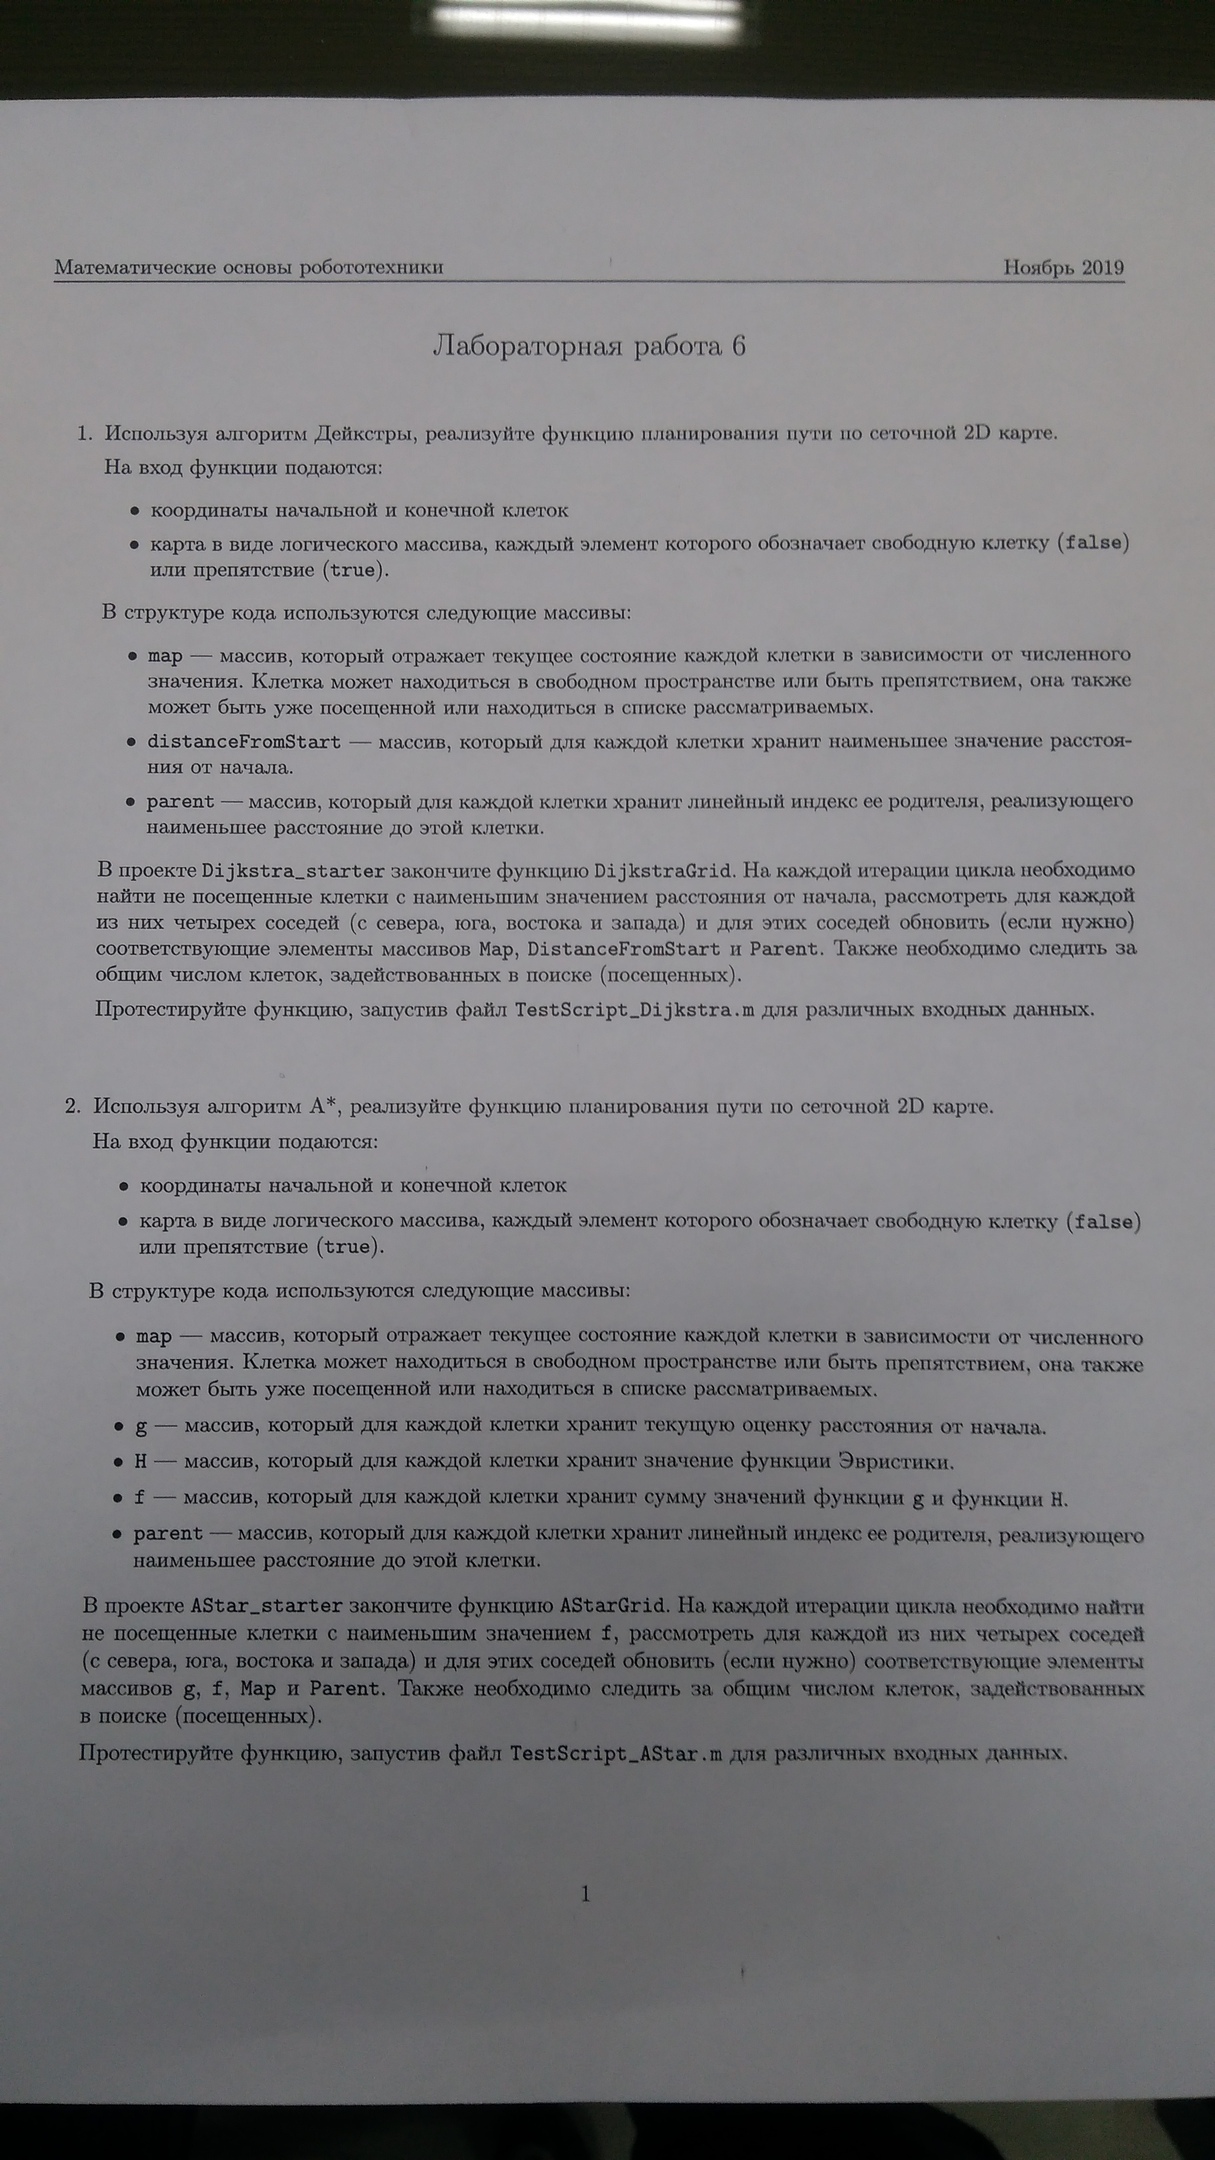 Математические основы робототехники Ноябрь 2019
Лабораторная работа 6
1. Используя алгоритм Дейкстры, реализуйте функцию планирования пути по сеточной 2D карте.
На вход функции подаются:
• координаты начальной и конечной клеток
• карта в виде логического массива, каждый элемент которого обозначает свободную клетку (false)
или препятствие (true).
В структуре кода используются следующие массивы:
• map — массив, который отражает текущее состояние каждой клетки в зависимости от численного
значения. Клетка может находиться в свободном пространстве или быть препятствием, она также
может быть уже посещенной или находиться в списке рассматриваемых.
• distanceFromStart — массив, который для каждой клетки хранит наименьшее значение расстоя-
ния от начала.
• parent — массив, который для каждой клетки хранит линейный индекс ее родителя, реализующего
наименьшее расстояние до этой клетки.
В проекте Dijkstra_starter закончите функцию DijkstraGrid. На каждой итерации цикла необходимо
найти не посещенные клетки с наименьшим значением расстояния от начала, рассмотреть для каждой
из них четырех соседей (с севера, юга, востока и запада) и для этих соседей обновить (если нужно)
соответствующие элементы массивов Map, DistanceFromStart и Parent. Также необходимо следить за
общим числом клеток, задействованных в поиске (посещенных).
Протестируйте функцию, запустив файл TestScript_Dijkstra.m для различных входных данных.
2. Используя алгоритм A*, реализуйте функцию планирования пути по сеточной 2D карте.
На вход функции подаются:
• координаты начальной и конечной клеток
• карта в виде логического массива, каждый элемент которого обозначает свободную клетку (false)
или препятствие (true).
В структуре кода используются следующие массивы:
• map — массив, который отражает текущее состояние каждой клетки в зависимости от численного
значения. Клетка может находиться в свободном пространстве или быть препятствием, она также
может быть уже посещенной или находиться в списке рассматриваемых.
• g — массив, который для каждой клетки хранит текущую оценку расстояния от начала.
• H — массив, который для каждой клетки хранит значение функции Эвристики.
• f — массив, который для каждой клетки хранит сумму значений функции g и функции H.
• parent — массив, который для каждой клетки хранит линейный индекс ее родителя, реализующего
наименьшее расстояние до этой клетки.
В проекте AStar_starter закончите функцию AStarGrid. На каждой итерации цикла необходимо найти
не посещенные клетки с наименьшим значением f, рассмотреть для каждой из них четырех соседей
(с севера, юга, востока и запада) и для этих соседей обновить (если нужно) соответствующие элементы
массивов g, f, Map и Parent. Также необходимо следить за общим числом клеток, задействованных
в поиске (посещенных).
Протестируйте функцию, запустив файл TestScript_AStar.m для различных входных данных.
1